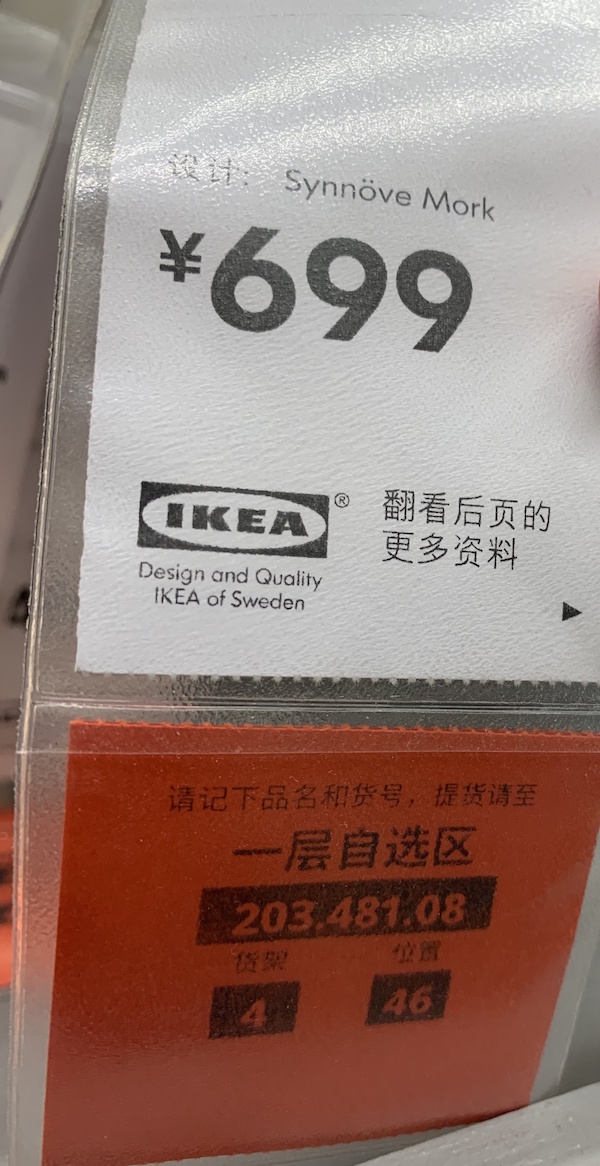 设计: Synnöve Mork
¥699
IKEA®
Design and Quality
IKEA of Sweden
翻看后页的
更多资料
请记下品名和货号，提货请至
一层自选区
203.481.08
货架 位置
4 46